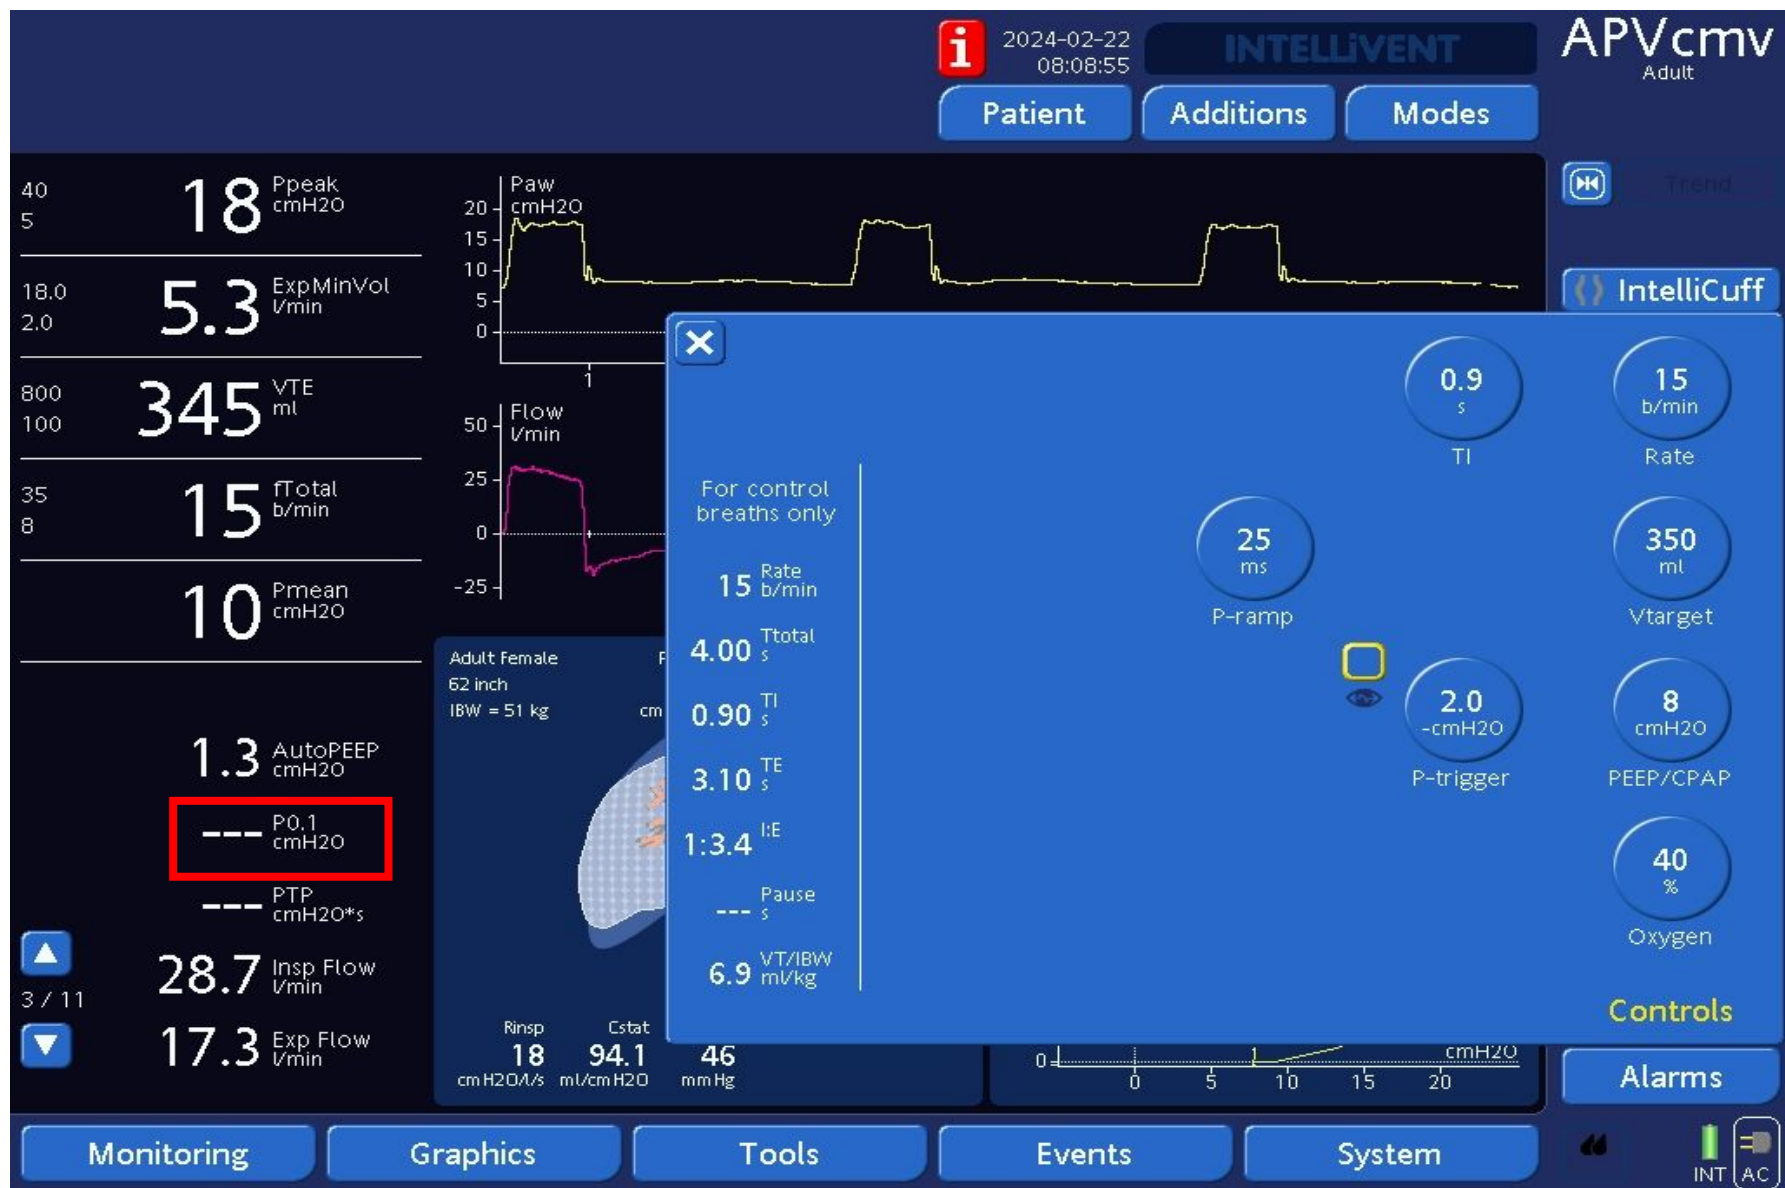 i
2024-02-22
08:08:55
INTELLiVENT
APVcmv
Adult
Patient
Additions
Modes
40
5
18
Ppeak
cmH2O
18.0
2.0
5.3
ExpMinVol
l/min
800
100
345
VTE
ml
35
8
15
fTotal
b/min
10
Pmean
cmH2O
1.3
AutoPEEP
cmH2O
---
P0.1
cmH2O
---
PTP
cmH2O*s
28.7
Insp Flow
l/min
3 / 11
17.3
Exp Flow
l/min
Paw
cmH2O
20
15
10
5
0
1
Flow
l/min
50
25
0
-25
Adult Female
62 inch
IBW = 51 kg
cm
Rinsp
18
cmH2O/l/s
Cstat
94.1
ml/cmH2O
46
mmHg
Trend
IntelliCuff
For control
breaths only
15
Rate
b/min
4.00
Ttotal
s
0.90
TI
s
3.10
TE
s
1:3.4
I:E
---
Pause
s
6.9
VT/IBW
ml/kg
0.9
s
TI
15
b/min
Rate
25
ms
P-ramp
350
ml
Vtarget
2.0
-cmH2O
P-trigger
8
cmH2O
PEEP/CPAP
40
%
Oxygen
Controls
0
cmH2O
0
5
10
15
20
Alarms
Monitoring
Graphics
Tools
Events
System
INT
AC